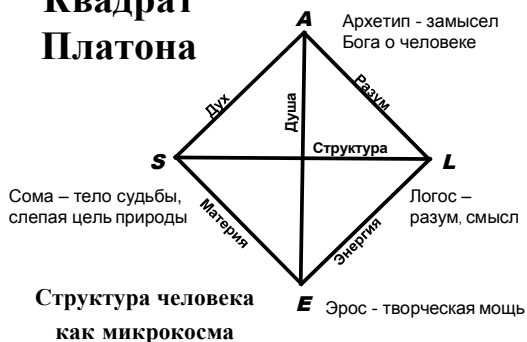 Квадрат
Платона
A
Архетип - замысел
Бога о человеке
Дух
Душа
Разум
Структура
S
L
Сома – тело судьбы,
слепая цель природы
Материя
Энергия
Логос –
разум, смысл
Структура человека
как микрокосма
E
Эрос - творческая мощь